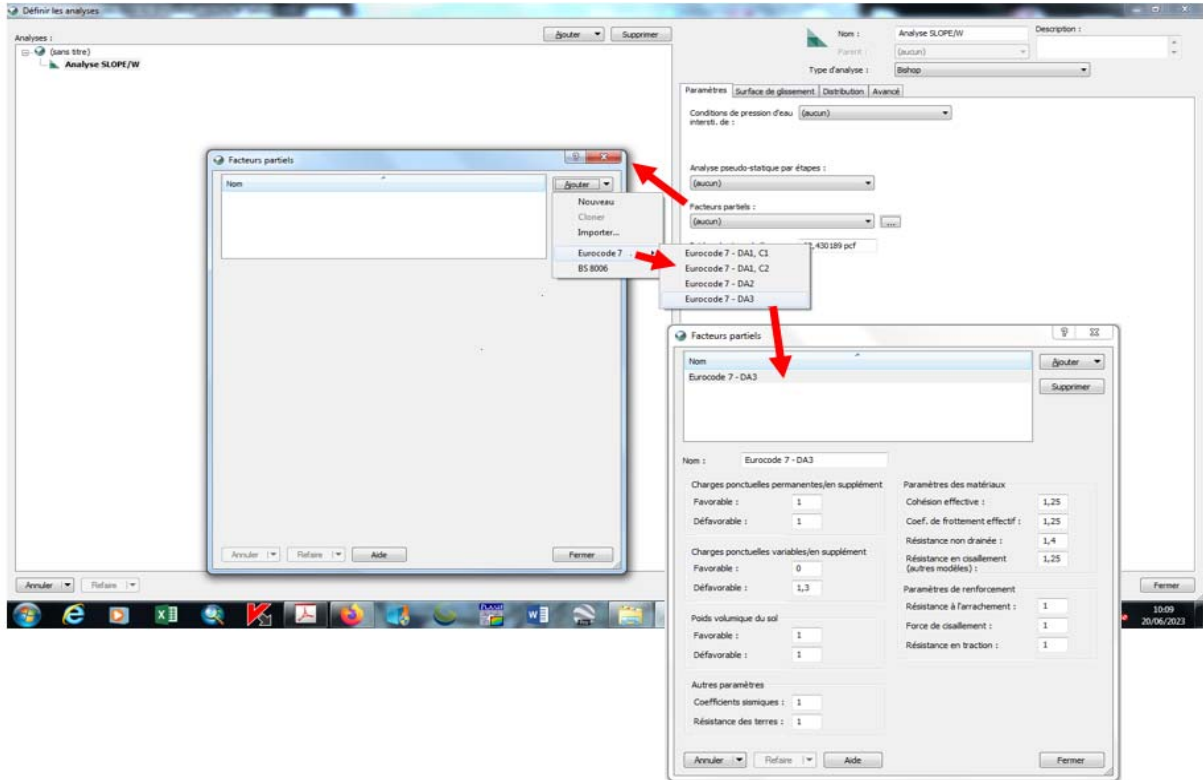 Définir les analyses
Analyses :
Ajouter
Supprimer
(sans titre)
Analyse SLOPE/W
Nom :
Analyse SLOPE/W
Description :
Parent :
(aucun)
Type d'analyse :
Bishop
Paramètres
Surface de glissement
Distribution
Avancé
Conditions de pression d'eau intersti. de :
(aucun)
Analyse pseudo-statique par étapes :
(aucun)
Facteurs partiels :
(aucun)
...
430189 pcf
Facteurs partiels
Nom
Ajouter
Nouveau
Cloner
Importer...
Eurocode 7
BS 8006
Eurocode 7 - DA1, C1
Eurocode 7 - DA1, C2
Eurocode 7 - DA2
Eurocode 7 - DA3
Annuler
Refaire
Aide
Fermer
Facteurs partiels
Nom
Eurocode 7 - DA3
Ajouter
Supprimer
Nom :
Eurocode 7 - DA3
Charges ponctuelles permanentes/en supplément
Favorable : 1
Défavorable : 1
Charges ponctuelles variables/en supplément
Favorable : 0
Défavorable : 1,3
Poids volumique du sol
Favorable : 1
Défavorable : 1
Autres paramètres
Coefficients sismiques : 1
Résistance des terres : 1
Paramètres des matériaux
Cohésion effective : 1,25
Coef. de frottement effectif : 1,25
Résistance non drainée : 1,4
Résistance en cisaillement
(autres modèles) : 1,25
Paramètres de renforcement
Résistance à l'arrachement : 1
Force de cisaillement : 1
Résistance en traction : 1
Annuler
Refaire
Aide
Fermer
Annuler
Refaire
Fermer
10:09
20/06/2023